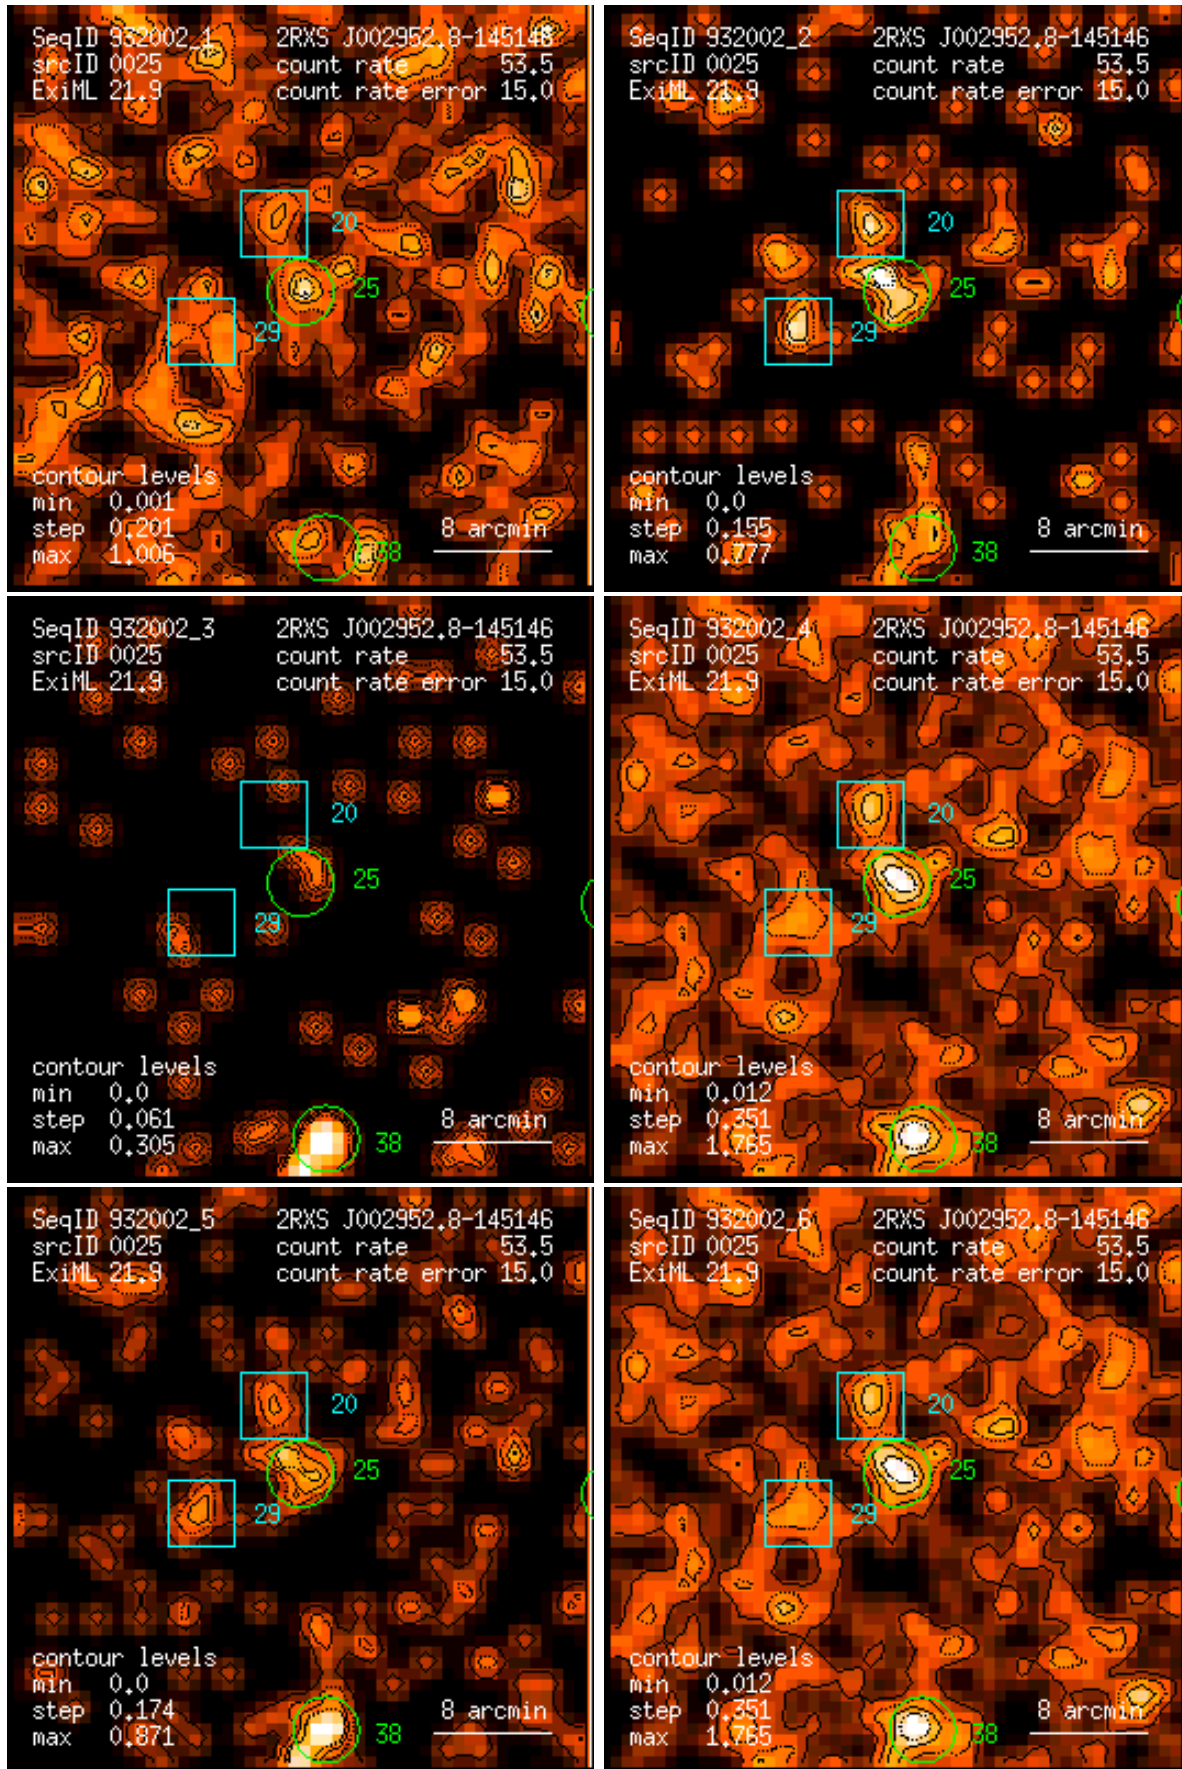 SeqID 932002_1 2RXS J002952.8-145146
srcID 0025 count rate 53.5
ExiML 21.9 count rate error 15.0
20
25
29
contour levels
min 0.001
step 0.201 8 arcmin
max 1.006 38
SeqID 932002_2 2RXS J002952.8-145146
srcID 0025 count rate 53.5
ExiML 21.9 count rate error 15.0
20
25
29
contour levels
min 0.0
step 0.155 8 arcmin
max 0.777 38
SeqID 932002_3 2RXS J002952.8-145146
srcID 0025 count rate 53.5
ExiML 21.9 count rate error 15.0
20
25
29
contour levels
min 0.0
step 0.061 8 arcmin
max 0.305 38
SeqID 932002_4 2RXS J002952.8-145146
srcID 0025 count rate 53.5
ExiML 21.9 count rate error 15.0
20
25
29
contour levels
min 0.012
step 0.351 8 arcmin
max 1.765 38
SeqID 932002_5 2RXS J002952.8-145146
srcID 0025 count rate 53.5
ExiML 21.9 count rate error 15.0
20
25
29
contour levels
min 0.0
step 0.174 8 arcmin
max 0.871 38
SeqID 932002_6 2RXS J002952.8-145146
srcID 0025 count rate 53.5
ExiML 21.9 count rate error 15.0
20
25
29
contour levels
min 0.012
step 0.351 8 arcmin
max 1.765 38